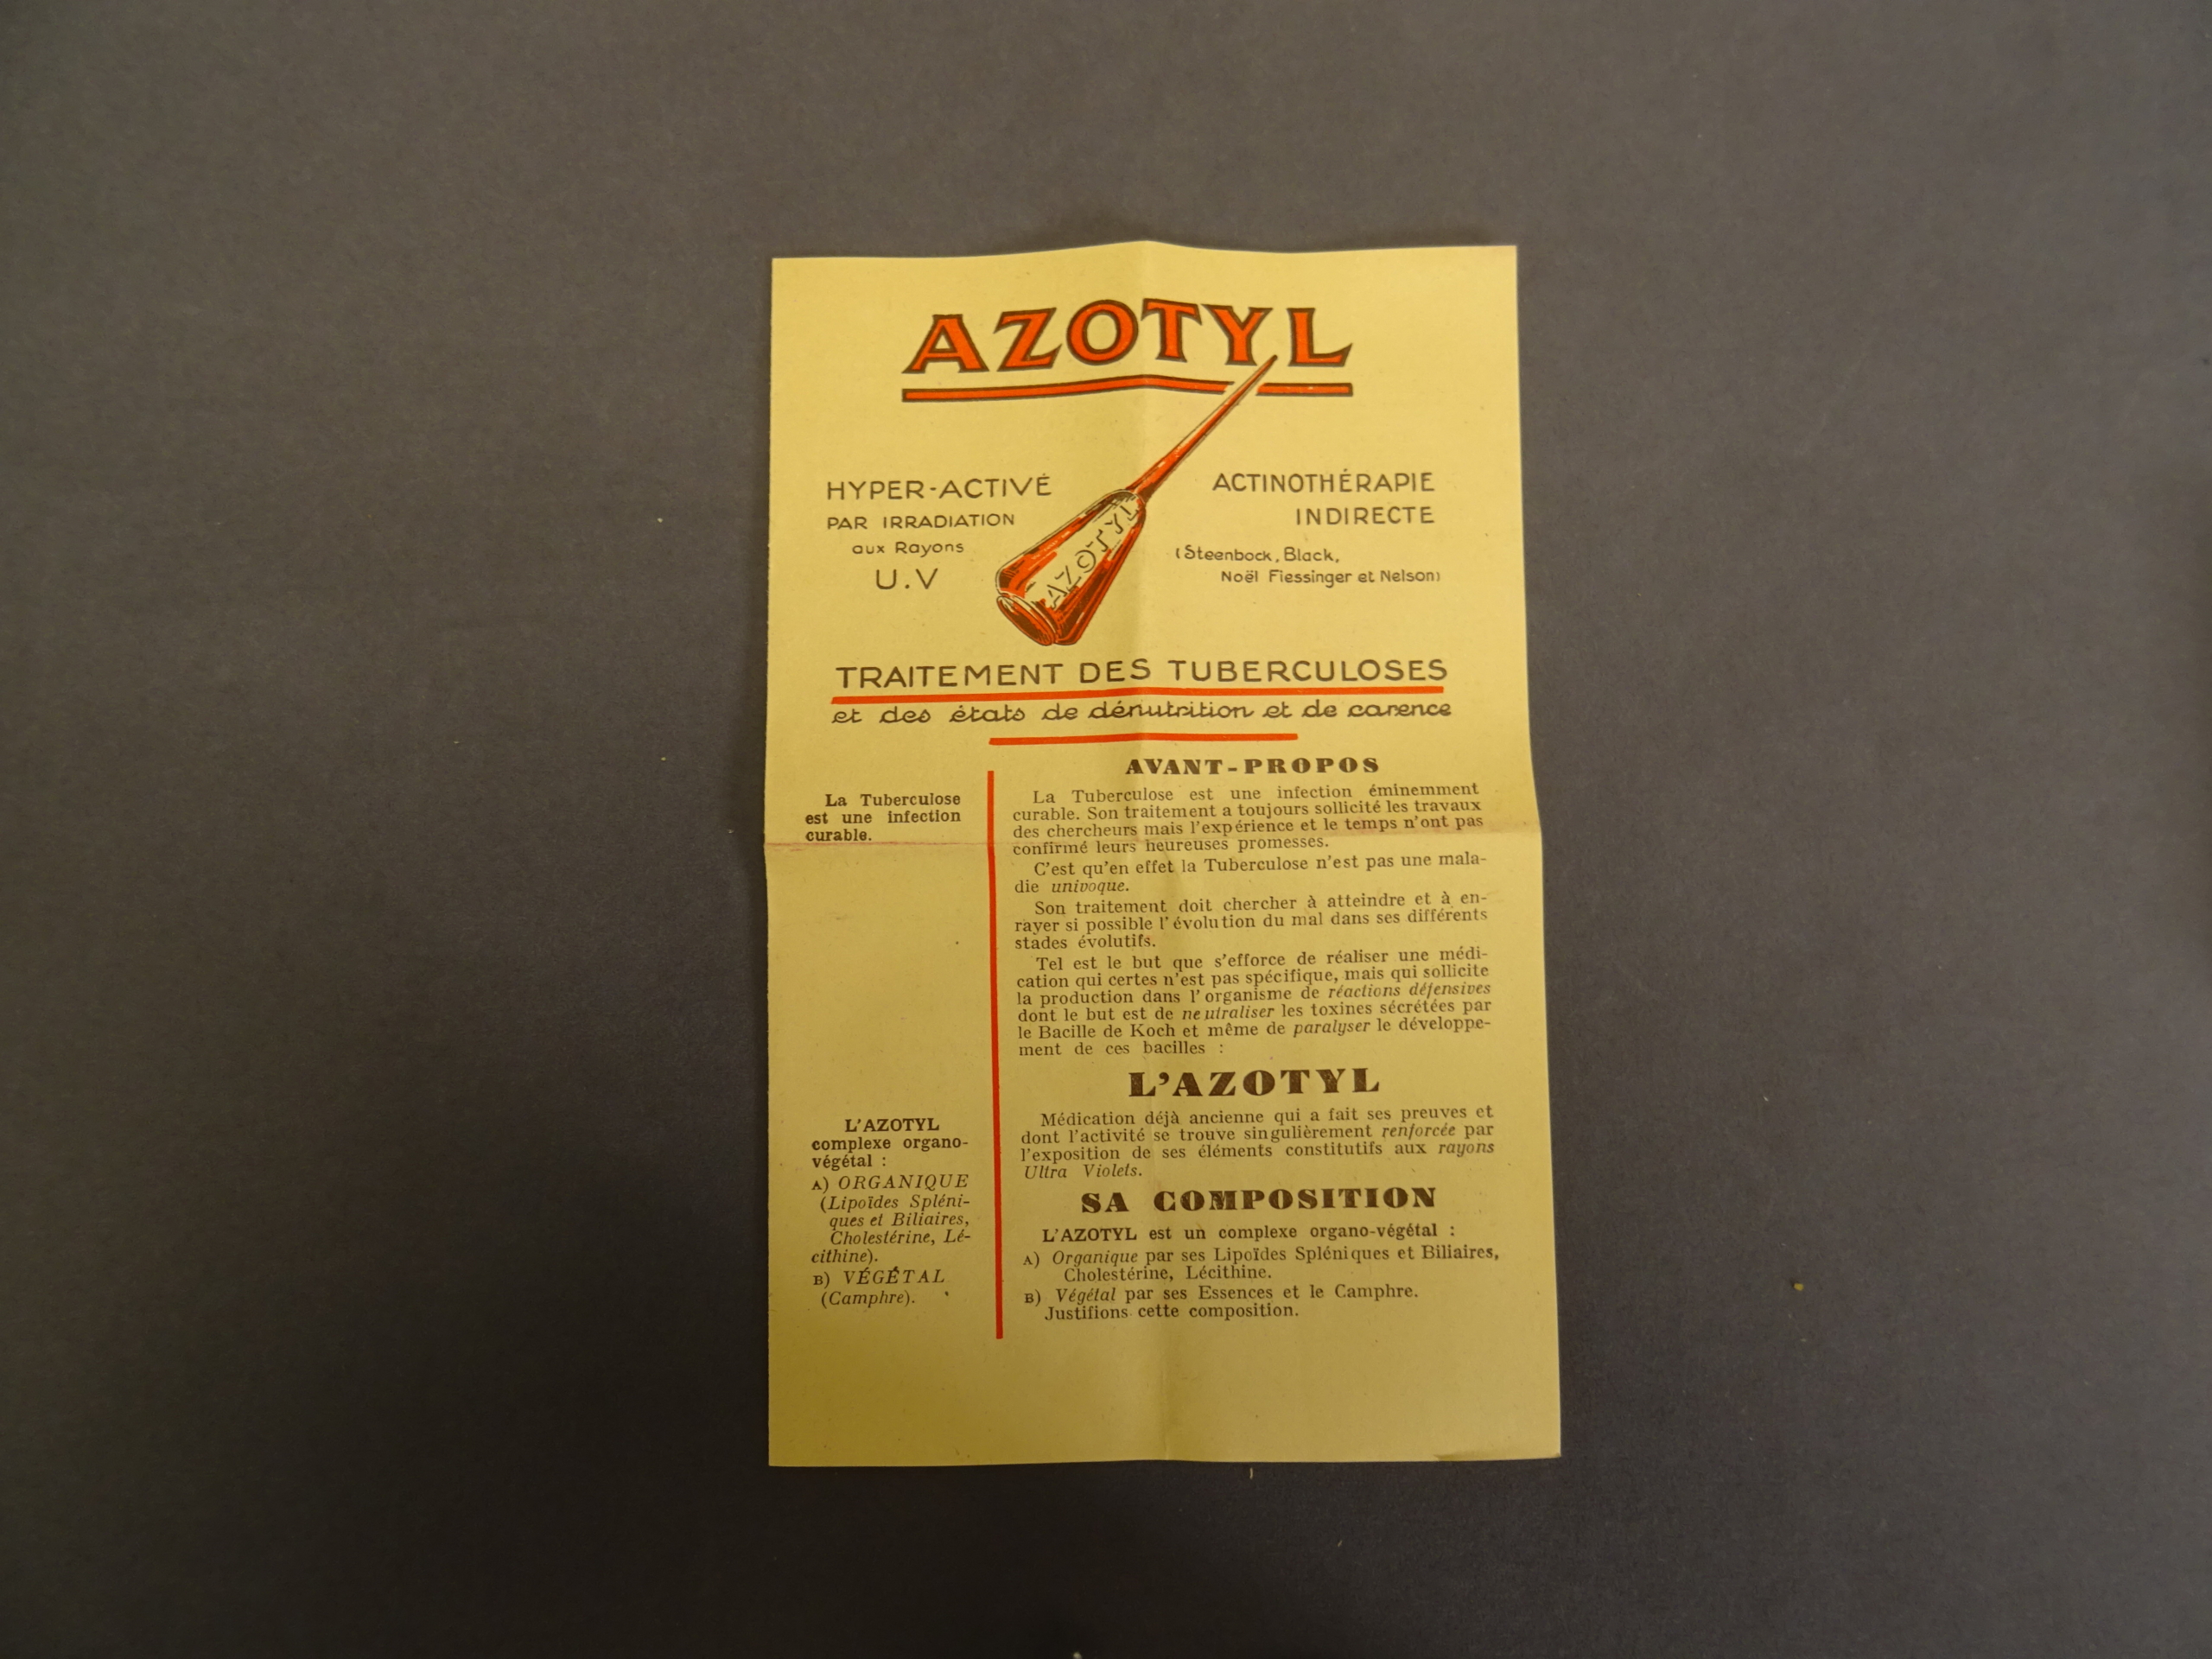 AZOTYL
HYPER-ACTIVÉ
PAR IRRADIATION
aux Rayons
U.V
AZOTYL
ACTINOTHÉRAPIE
INDIRECTE
(Steenbock, Black,
Noël Fiessinger et Nelson)
TRAITEMENT DES TUBERCULOSES
et des états de dénutrition et de carence
La Tuberculose
est une infection
curable.
AVANT-PROPOS
La Tuberculose est une infection éminemment
curable. Son traitement a toujours sollicité les travaux
des chercheurs mais l'expérience et le temps n'ont pas
confirmé leurs heureuses promesses.
C'est qu'en effet la Tuberculose n'est pas une mala-
die univoque.
Son traitement doit chercher à atteindre et à en-
rayer si possible l'évolution du mal dans ses différents
stades évolutifs.
Tel est le but que s'efforce de réaliser une médi-
cation qui certes n'est pas spécifique, mais qui sollicite
la production dans l'organisme de réactions défensives
dont le but est de neutraliser les toxines sécrétées par
le Bacille de Koch et même de paralyser le développe-
ment de ces bacilles :
L'AZOTYL
Médication déjà ancienne qui a fait ses preuves et
dont l'activité se trouve singulièrement renforcée par
l'exposition de ses éléments constitutifs aux rayons
Ultra Violets.
L'AZOTYL
complexe organo-
végétal :
A) ORGANIQUE
(Lipoïdes Spléni-
ques et Biliaires,
Cholestérine, Lé-
cithine).
B) VÉGÉTAL
(Camphre).
SA COMPOSITION
L'AZOTYL est un complexe organo-végétal :
A) Organique par ses Lipoïdes Spléniques et Biliaires,
Cholestérine, Lécithine.
B) Végétal par ses Essences et le Camphre.
Justifions cette composition.